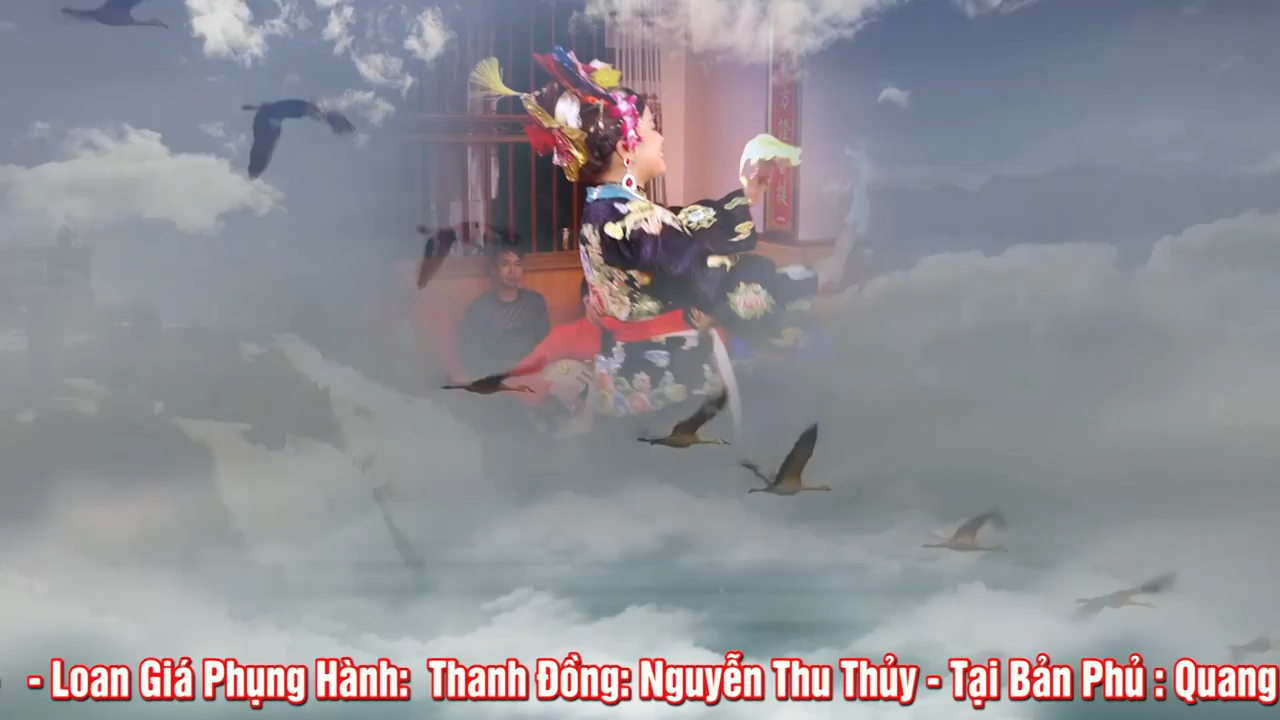 - Loan Giá Phụng Hành: Thanh Đồng: Nguyễn Thu Thủy - Tại Bản Phủ : Quang